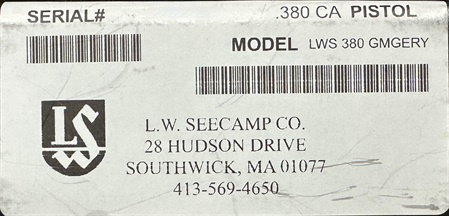 SERIAL#
.380 CA PISTOL
MODEL LWS 380 GMGERY
LSW
L.W. SEECAMP CO.
28 HUDSON DRIVE
SOUTHWICK, MA 01077
413-569-4650